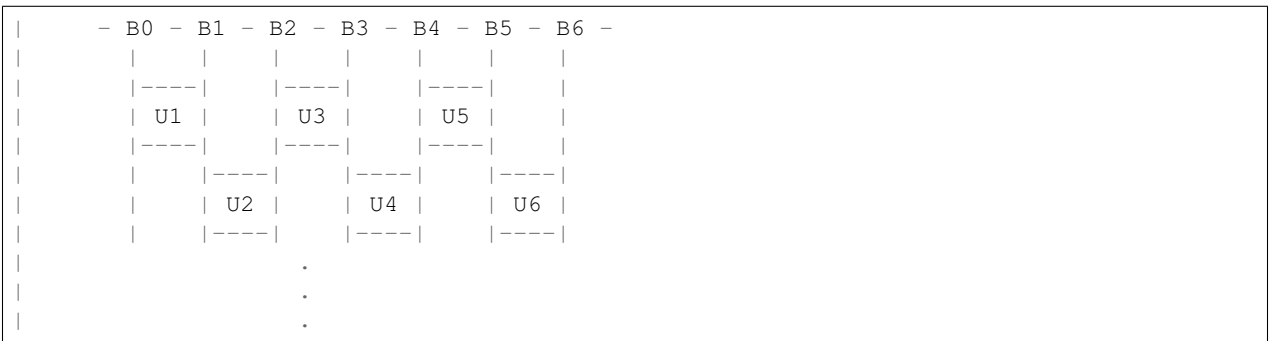 |      - B0 - B1 - B2 - B3 - B4 - B5 - B6 -
|        |    |    |    |    |    |    |
|        |----|    |----|    |----|    |
|        | U1 |    | U3 |    | U5 |    |
|        |----|    |----|    |----|    |
|        |    |----|    |----|    |----|
|        |    | U2 |    | U4 |    | U6 |
|        |    |----|    |----|    |----|
|                    .
|                    .
|                    .